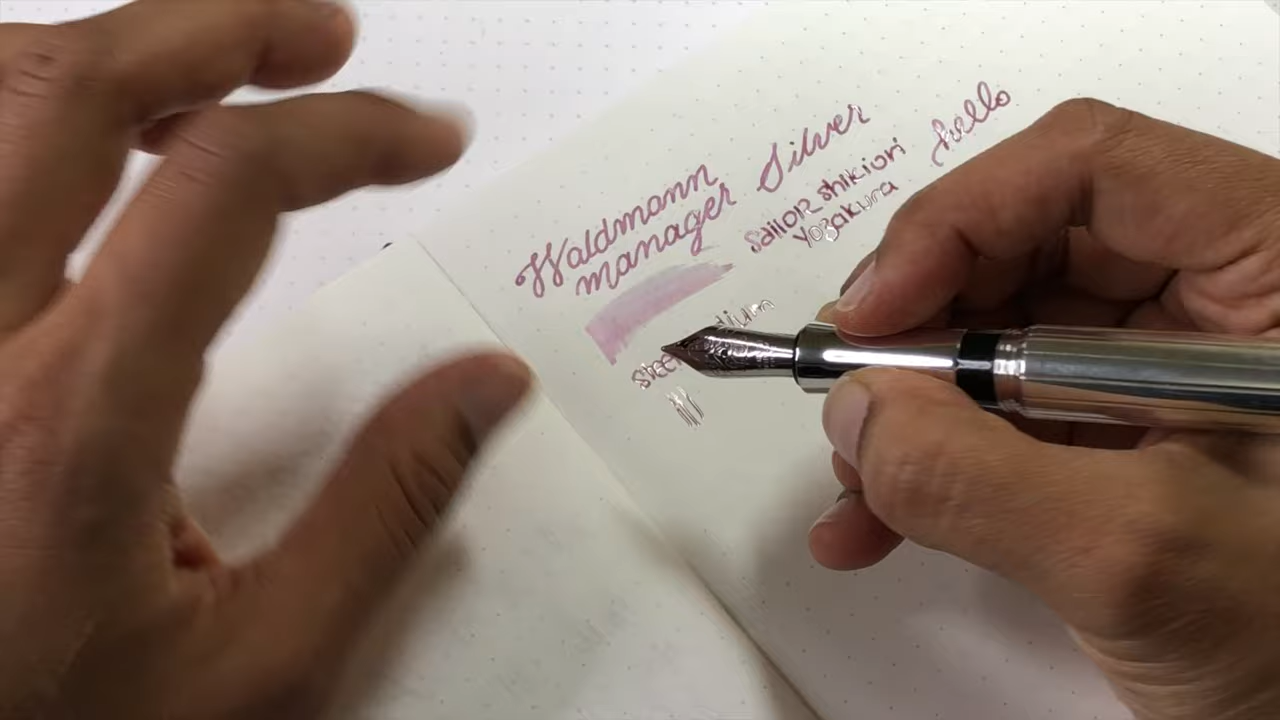 Waldmann
manager Silver
Sailor shikiori
Yozakura
hello